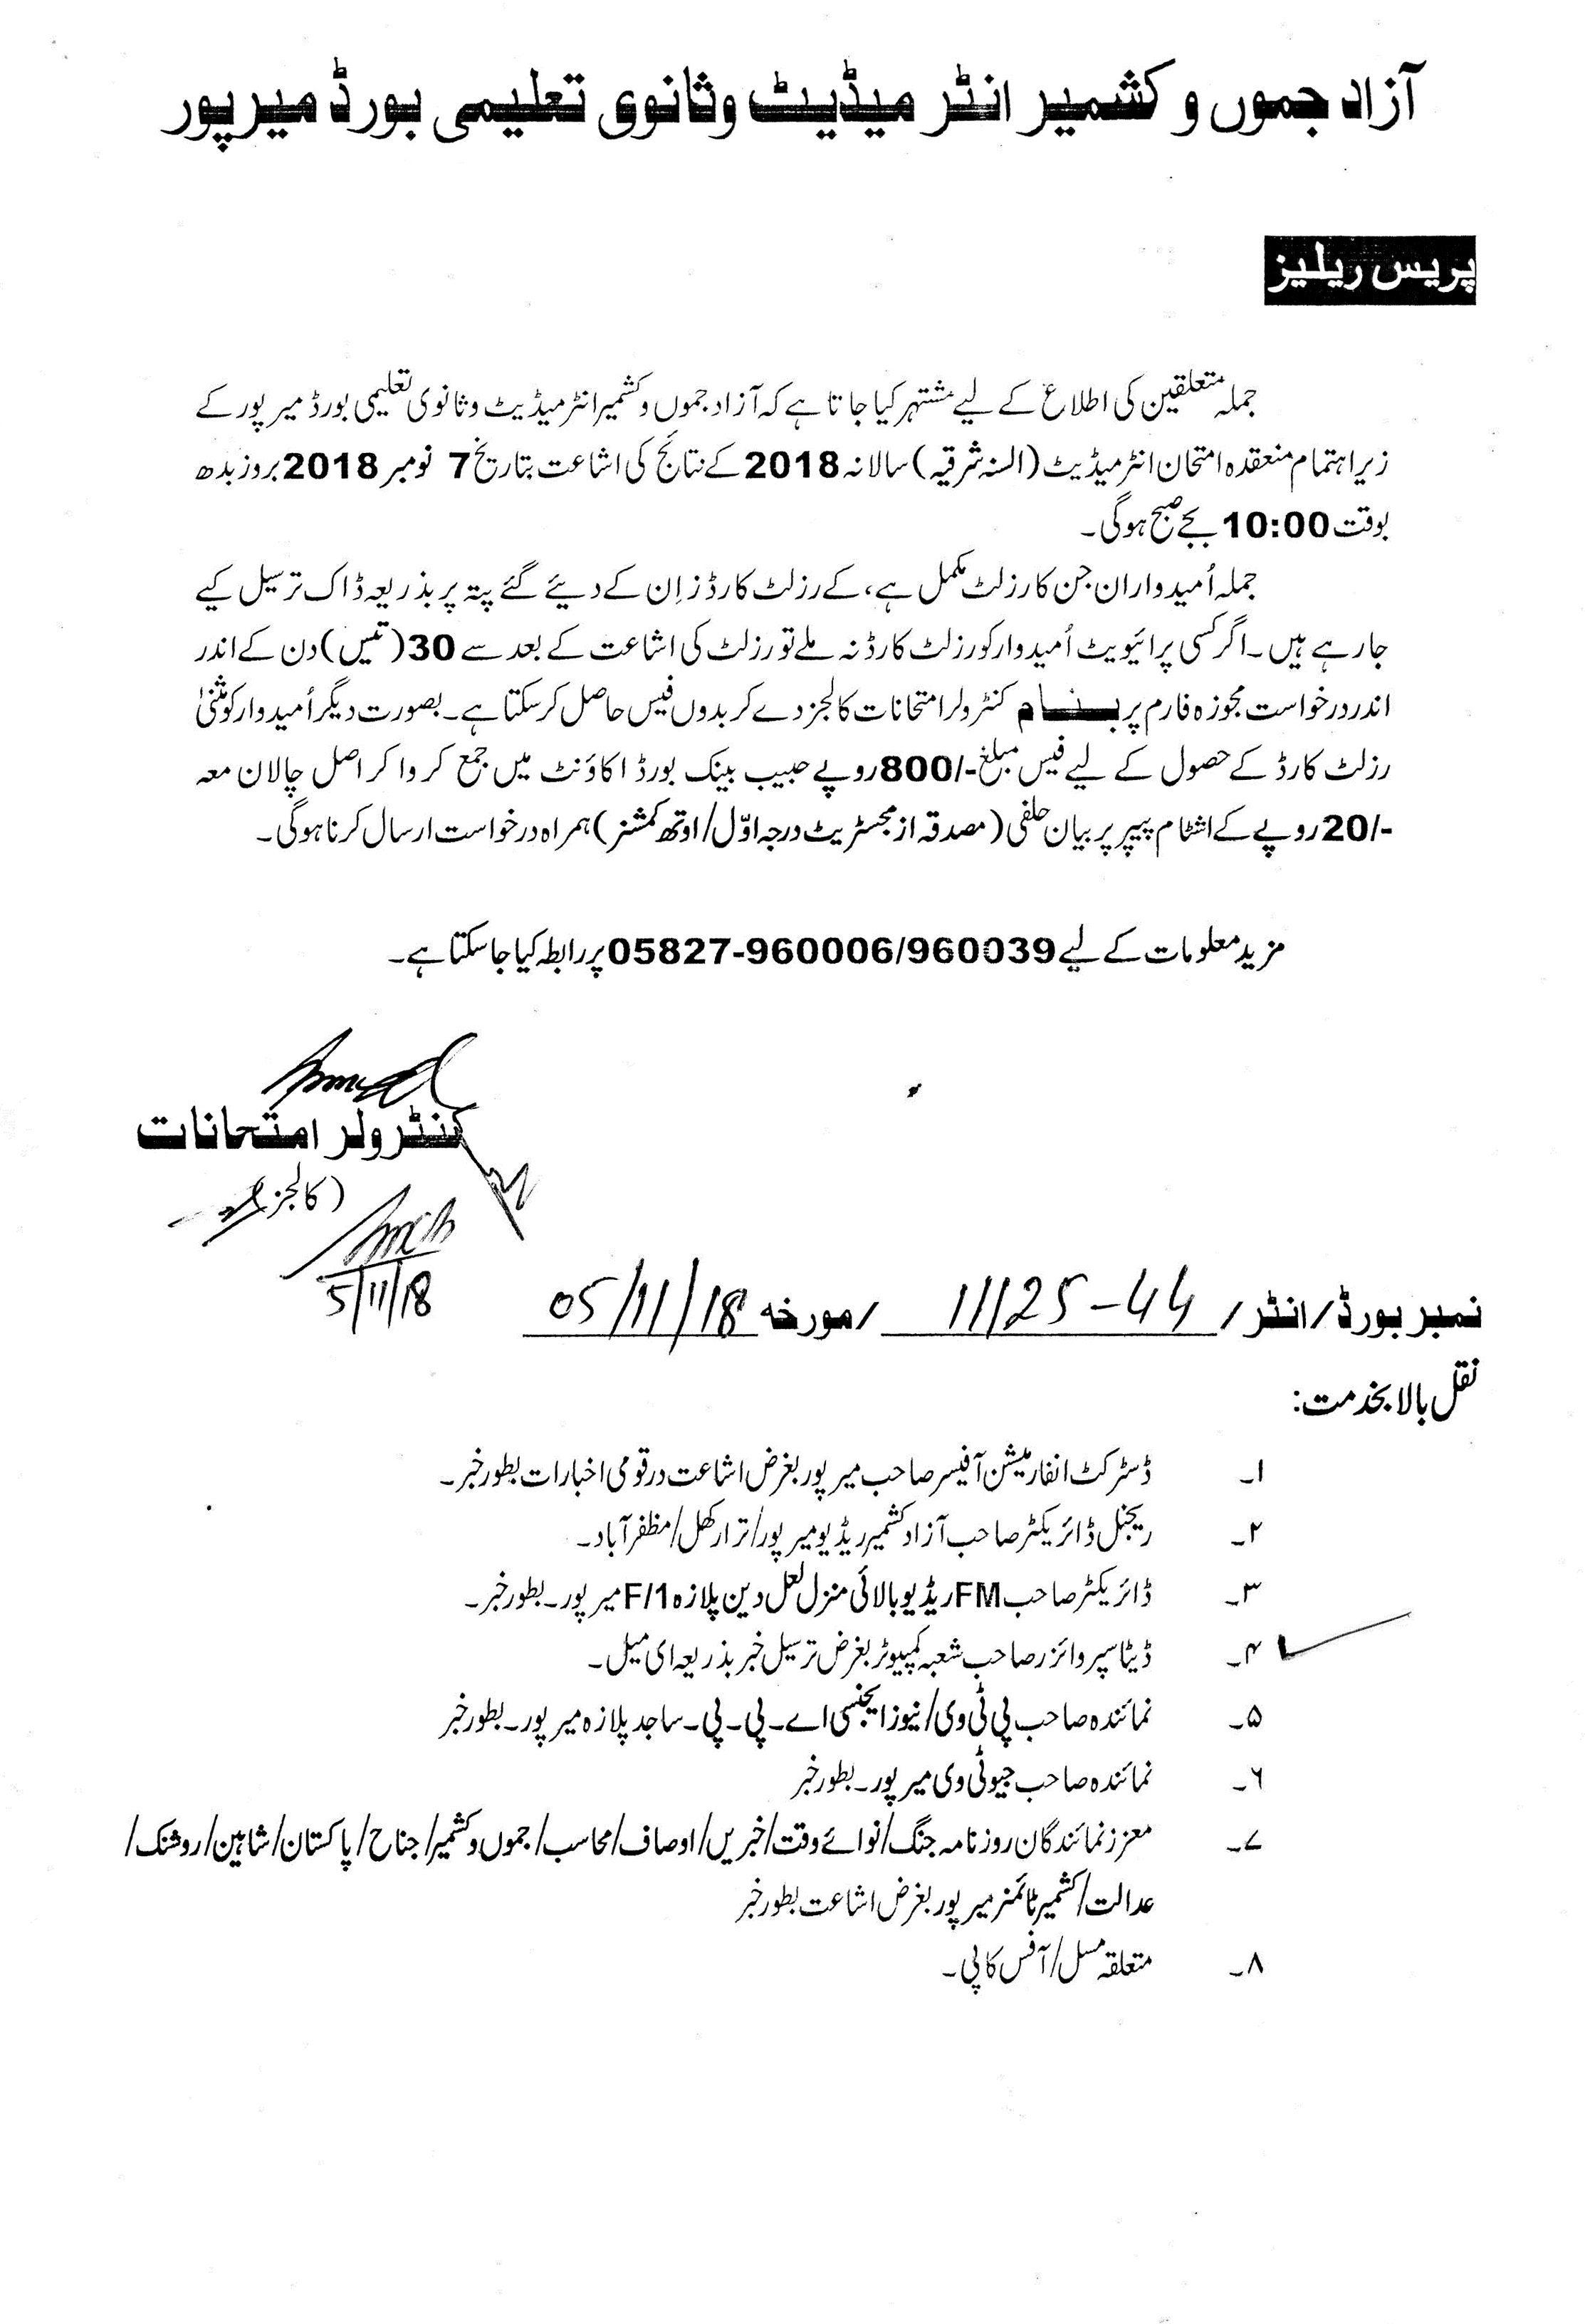 آزاد جموں و کشمیر انٹر میڈیٹ و ثانوی تعلیمی بورڈ میرپور
پریس ریلیز
جملہ متعلقین کی اطلاع کے لیے مشتہر کیا جاتا ہے کہ آزاد جموں و کشمیر انٹر میڈیٹ و ثانوی تعلیمی بورڈ میرپور کے
زیر اہتمام منعقدہ امتحان انٹرمیڈیٹ (السنہ شرقیہ) سالانہ 2018 کے نتائج کی اشاعت بتاریخ 7 نومبر 2018 بروز بدھ
بوقت 10:00 بجے صبح ہوگی۔
جملہ اُمیدواران جن کا رزلٹ مکمل ہے، کے رزلٹ کارڈز اِن کے دیئے گئے پتہ پر بذریعہ ڈاک ترسیل کیے
جا رہے ہیں۔ اگر کسی پرائیویٹ اُمیدوار کو رزلٹ کارڈ نہ ملے تو رزلٹ کی اشاعت کے بعد سے 30 (تیس) دن کے اندر
اندر درخواست مجوزہ فارم پر بنام کنٹرولر امتحانات کالجز دے کر بدوں فیس حاصل کر سکتا ہے۔ بصورت دیگر اُمیدوار کو مثنیٰ
رزلٹ کارڈ کے حصول کے لیے فیس مبلغ -/800 روپے حبیب بینک بورڈ اکاؤنٹ میں جمع کروا کر اصل چالان معہ
-/20 روپے کے اشٹام پیپر پر بیان حلفی (مصدقہ از مجسٹریٹ درجہ اوّل/اوتھ کمشنر) ہمراہ درخواست ارسال کرنا ہوگی۔
مزید معلومات کے لیے 05827-960006/960039 پر رابطہ کیا جا سکتا ہے۔
کنٹرولر امتحانات
(کالجز
5/11/18
نمبر بورڈ/انٹر/ 11125-44 /مورخہ 05/11/18
نقل بالا بخدمت:
۱۔ ڈسٹرکٹ انفارمیشن آفیسر صاحب میرپور بغرض اشاعت در قومی اخبارات بطور خبر۔
۲۔ ریجنل ڈائریکٹر صاحب آزاد کشمیر ریڈیو میرپور/تراڑکھل/مظفرآباد۔
۳۔ ڈائریکٹر صاحب FM ریڈیو بالائی منزل لعل دین پلازہ F/1 میرپور۔ بطور خبر۔
۴۔ ڈیٹا سپروائزر صاحب شعبہ کمپیوٹر بغرض ترسیل خبر بذریعہ ای میل۔
۵۔ نمائندہ صاحب پی ٹی وی/نیوز ایجنسی اے۔ پی۔ پی۔ ساجد پلازہ میرپور۔ بطور خبر
۶۔ نمائندہ صاحب جیو ٹی وی میرپور۔ بطور خبر
۷۔ معزز نمائندگان روزنامہ جنگ/نوائے وقت/خبریں/اوصاف/محاسب/جموں و کشمیر/جناح/پاکستان/شاہین/روشنک/
عدالت/کشمیر ٹائمز میرپور بغرض اشاعت بطور خبر
۸۔ متعلقہ مسل/آفس کاپی۔